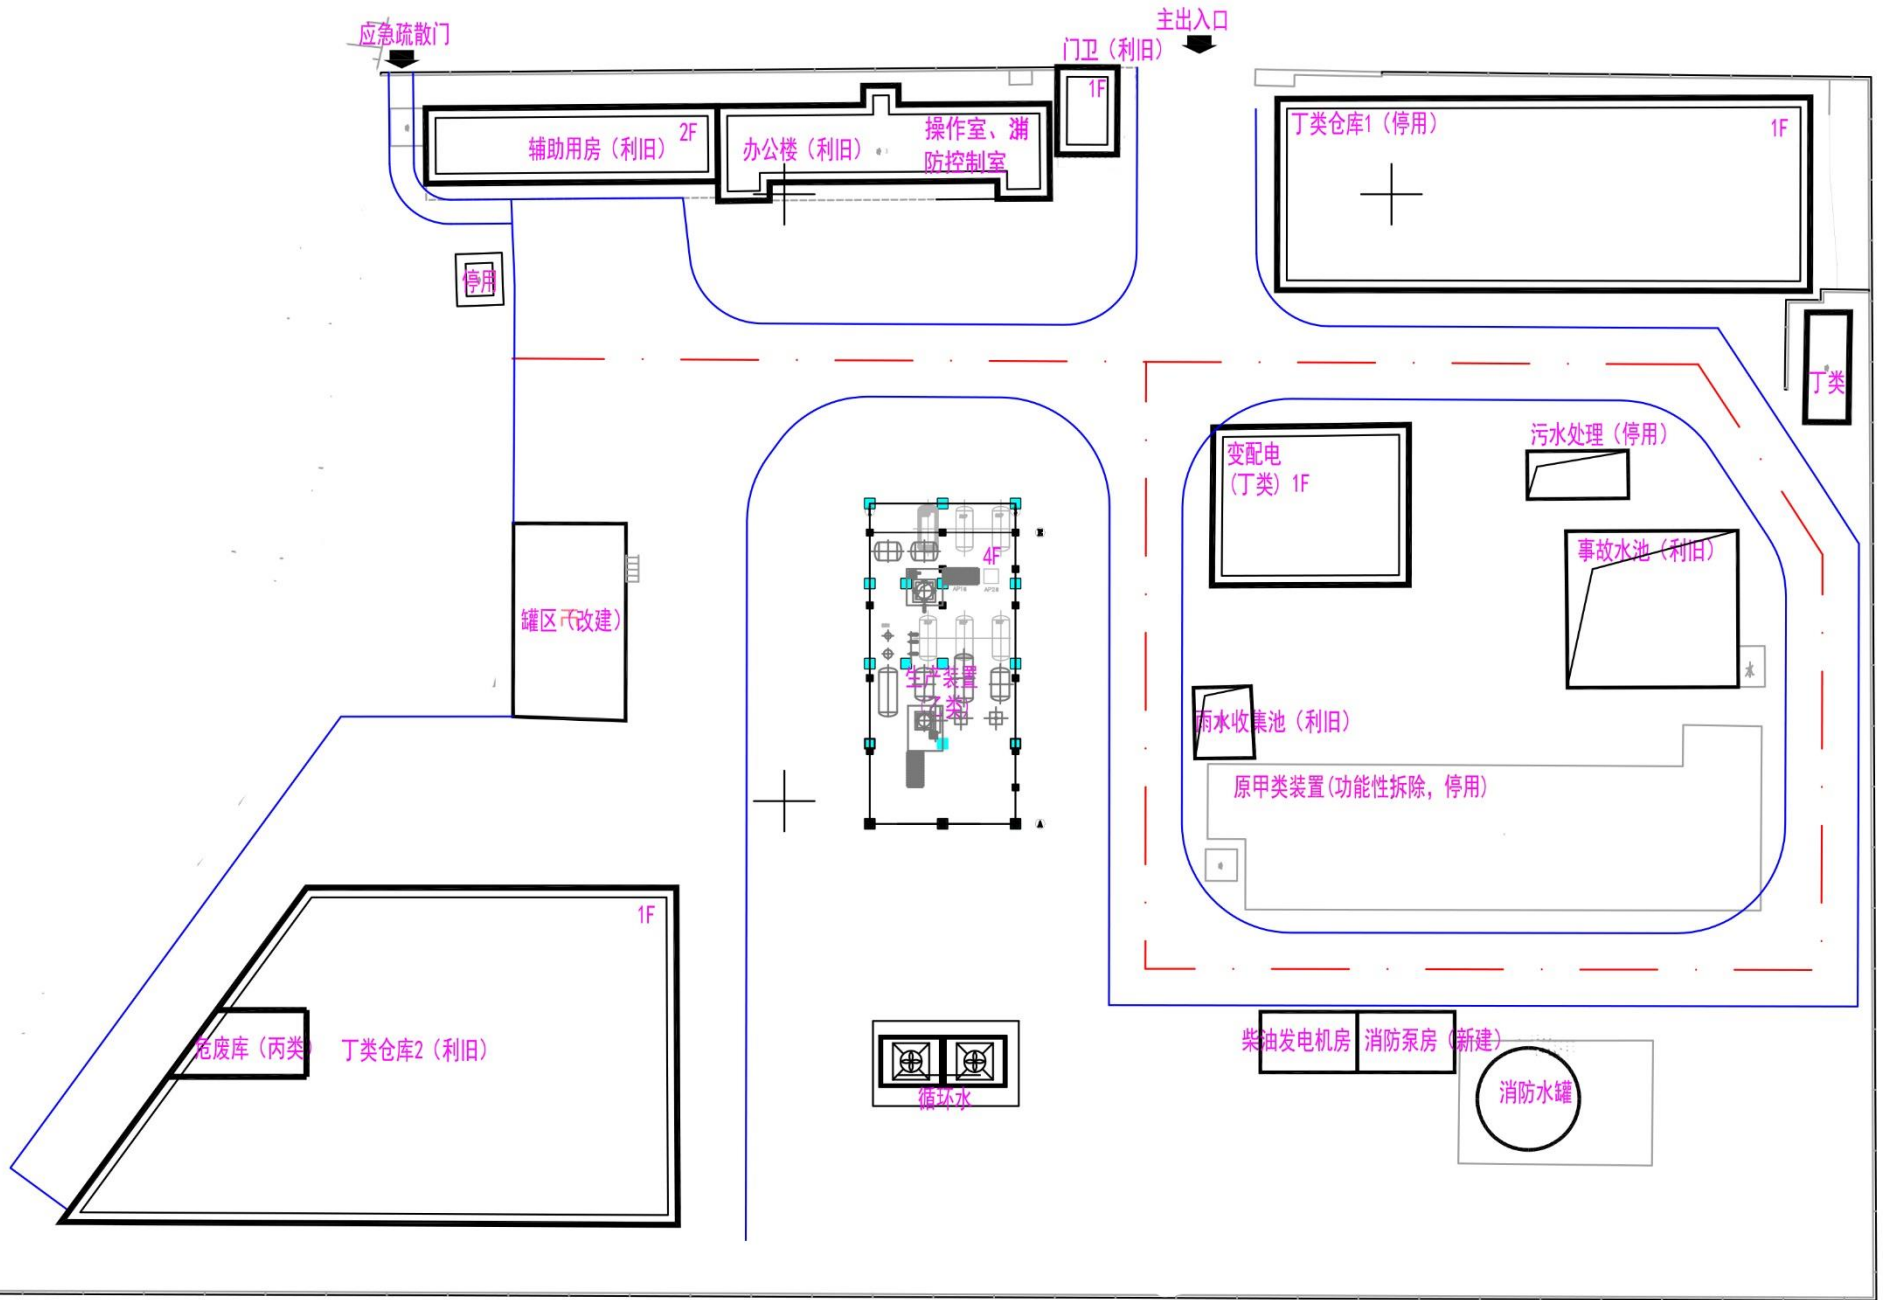 应急疏散门
主出入口
门卫（利旧）
1F
辅助用房（利旧）
2F
办公楼（利旧）
操作室、消
防控制室
丁类仓库1（停用）
1F
停用
丁类
变配电
（丁类）1F
污水处理（停用）
4F
事故水池（利旧）
AP1
AP2
罐区（改建）
生产装置
雨水收集池（利旧）
原甲类装置(功能性拆除，停用)
1F
危废库（丙类）
丁类仓库2（利旧）
柴油发电机房
消防泵房（新建）
循环水
消防水罐
A